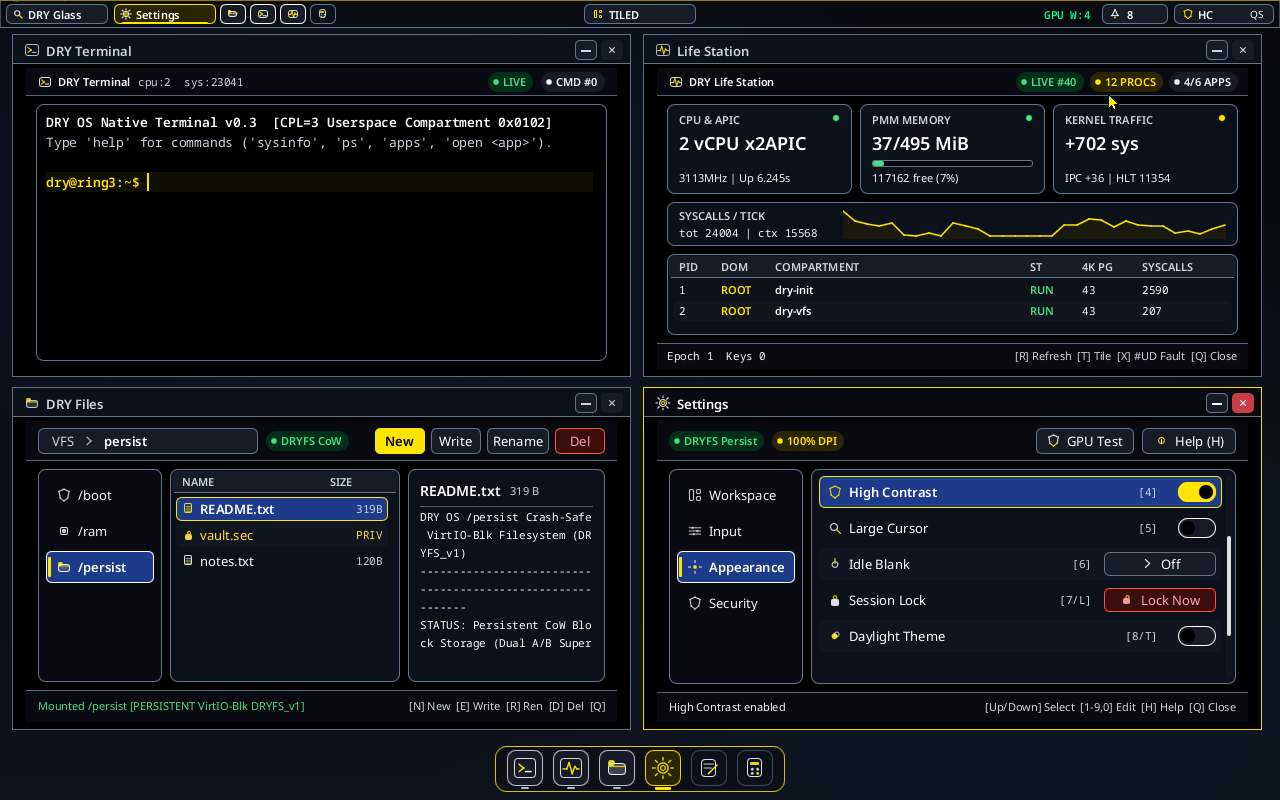 DRY Glass
Settings
TILED
GPU W:4
8
HC QS
DRY Terminal
DRY Terminal cpu:2 sys:23041
LIVE
CMD #0
DRY OS Native Terminal v0.3 [CPL=3 Userspace Compartment 0x0102]
Type 'help' for commands ('sysinfo', 'ps', 'apps', 'open <app>').
dry@ring3:~$
Life Station
DRY Life Station
LIVE #40
12 PROCS
4/6 APPS
CPU & APIC
2 vCPU x2APIC
3113MHz | Up 6.245s
PMM MEMORY
37/495 MiB
117162 free (7%)
KERNEL TRAFFIC
+702 sys
IPC +36 | HLT 11354
SYSCALLS / TICK
tot 24004 | ctx 15568
PID DOM COMPARTMENT ST 4K PG SYSCALLS
1 ROOT dry-init RUN 43 2590
2 ROOT dry-vfs RUN 43 207
Epoch 1 Keys 0
[R] Refresh [T] Tile [X] #UD Fault [Q] Close
DRY Files
VFS > persist
DRYFS CoW
New
Write
Rename
Del
/boot
/ram
/persist
NAME SIZE
README.txt 319B
vault.sec PRIV
notes.txt 120B
README.txt 319 B
DRY OS /persist Crash-Safe
VirtIO-Blk Filesystem (DR
YFS_v1)
--------------------------
--------------------------
-------
STATUS: Persistent CoW Blo
ck Storage (Dual A/B Super
Mounted /persist [PERSISTENT VirtIO-Blk DRYFS_v1]
[N] New [E] Write [R] Ren [D] Del [Q]
Settings
DRYFS Persist
100% DPI
GPU Test
Help (H)
Workspace
Input
Appearance
Security
High Contrast [4]
Large Cursor [5]
Idle Blank [6] > Off
Session Lock [7/L] Lock Now
Daylight Theme [8/T]
High Contrast enabled
[Up/Down] Select [1-9,0] Edit [H] Help [Q] Close